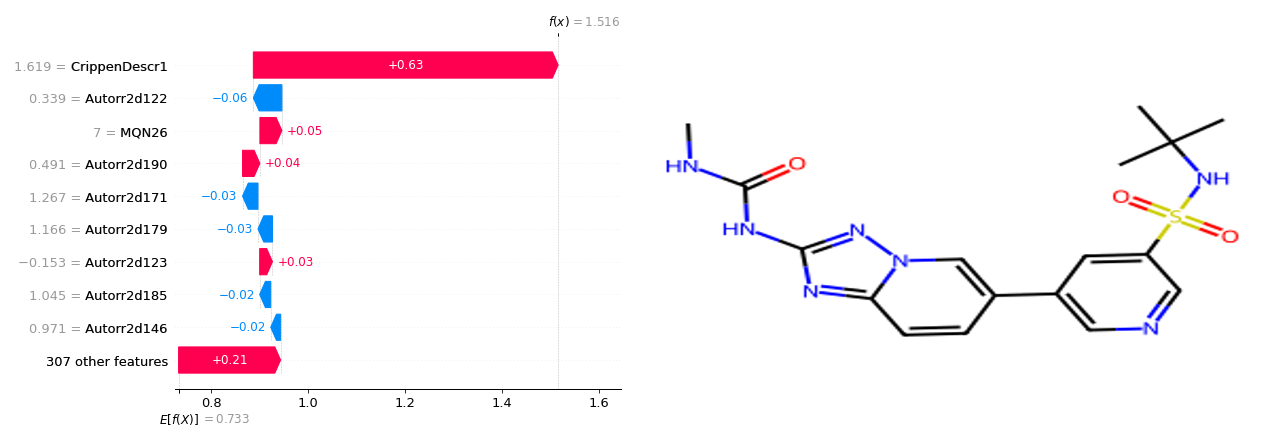 f(x) = 1.516
1.619 = CrippenDescr1
+0.63
0.339 = Autorr2d122
−0.06
7 = MQN26
+0.05
0.491 = Autorr2d190
+0.04
1.267 = Autorr2d171
−0.03
1.166 = Autorr2d179
−0.03
−0.153 = Autorr2d123
+0.03
1.045 = Autorr2d185
−0.02
0.971 = Autorr2d146
−0.02
307 other features
+0.21
0.8 1.0 1.2 1.4 1.6
E[f(X)] = 0.733
HN
O
HN
N
N
N
O
S
NH
O
N